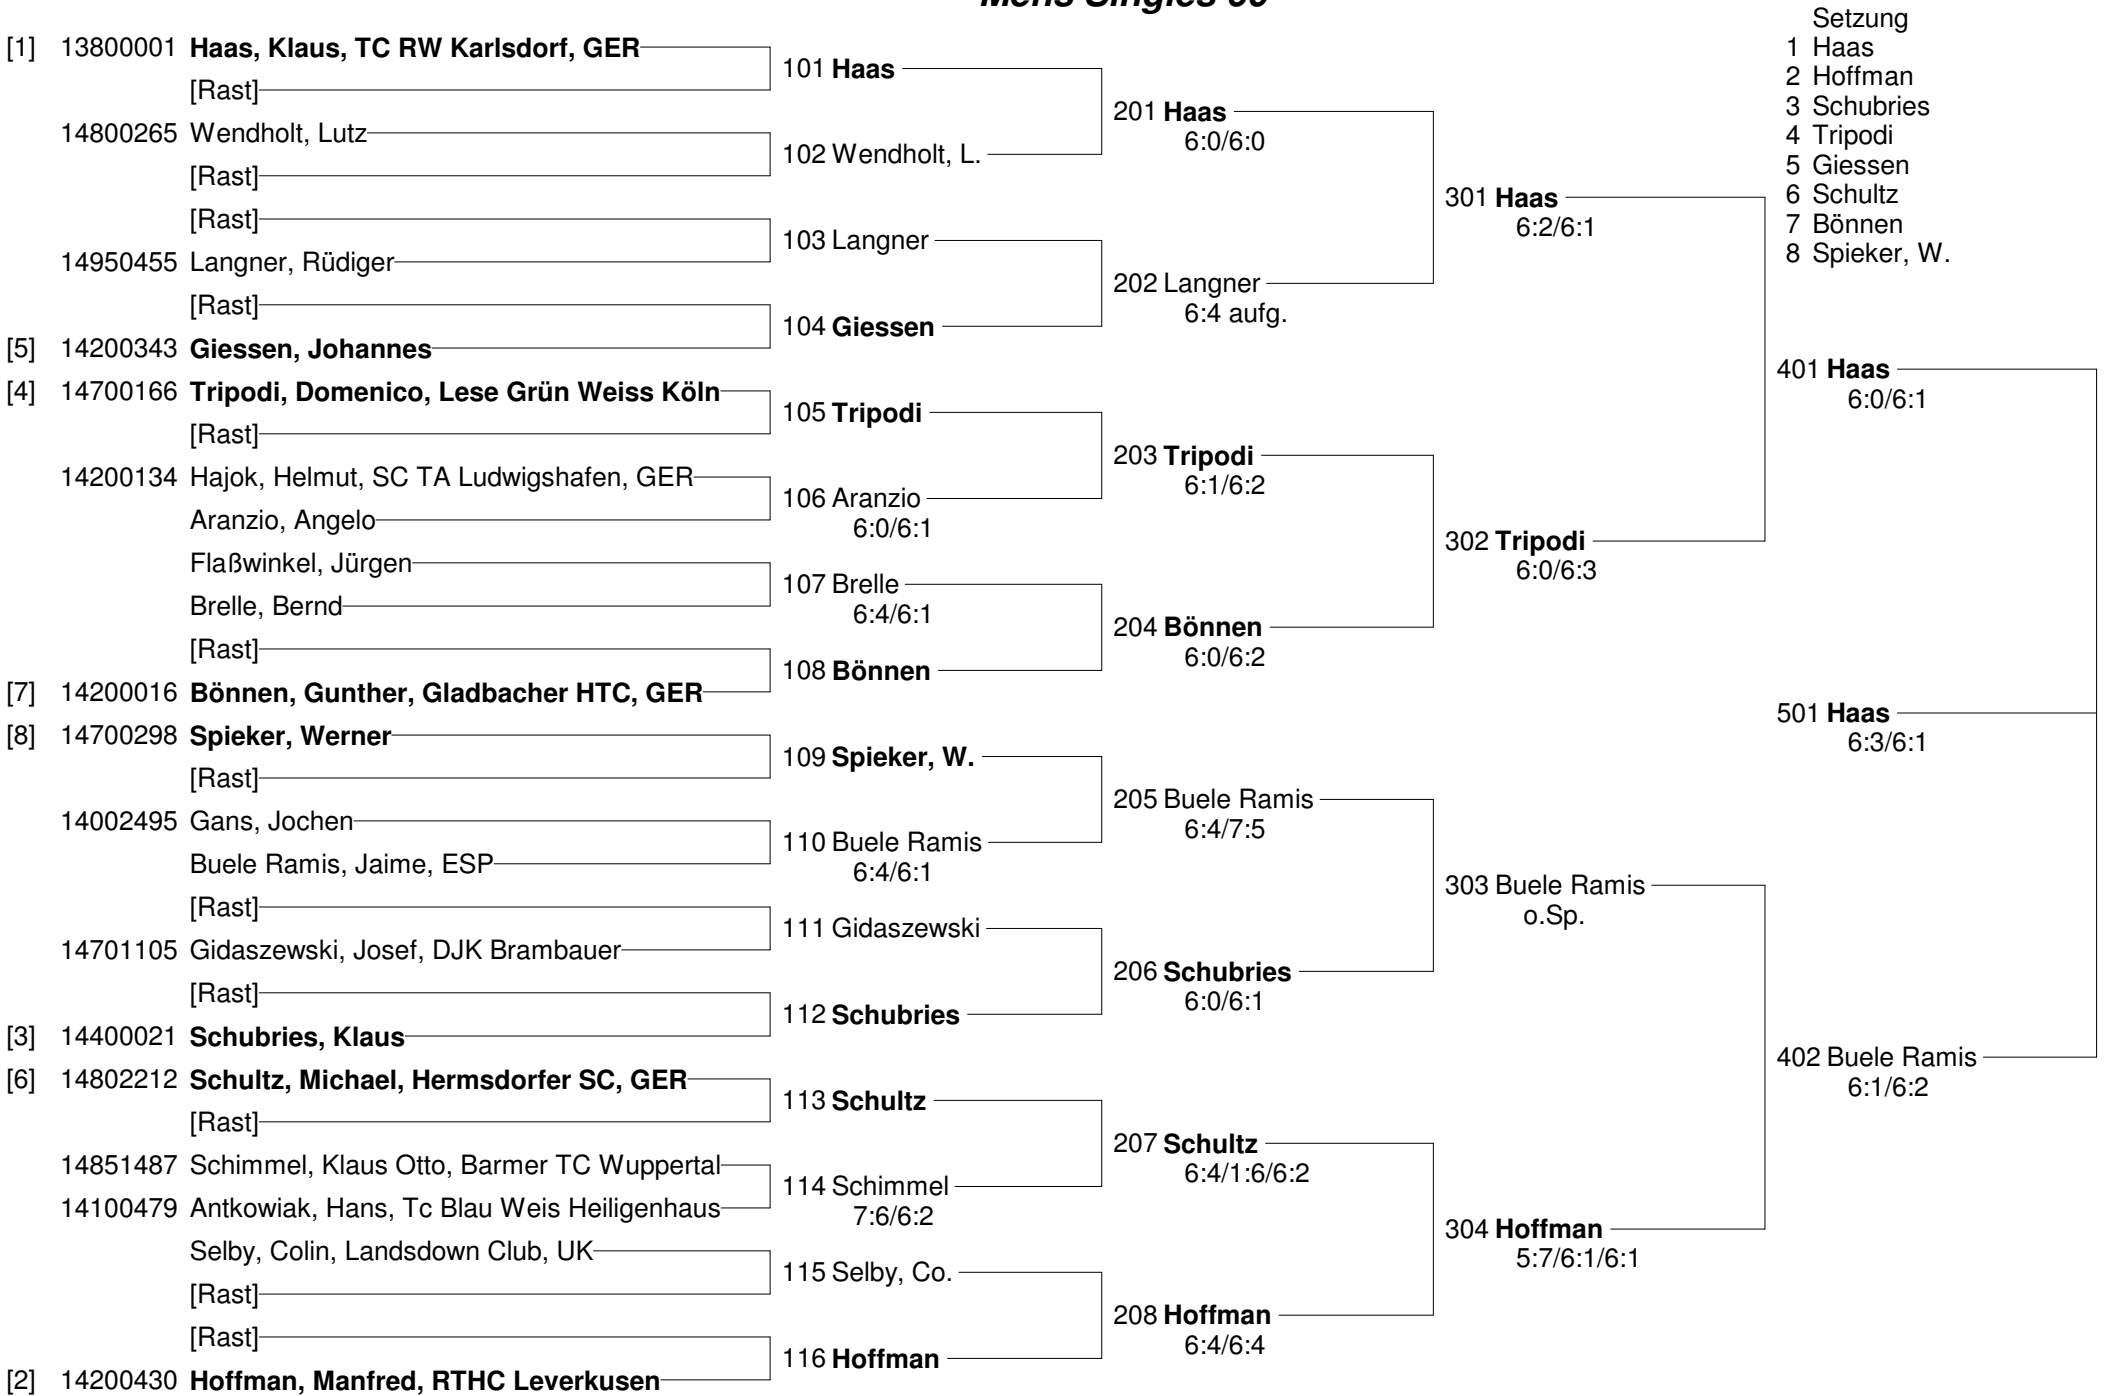 Mens Singles
[1] 13800001 Haas, Klaus, TC RW Karlsdorf, GER
[Rast]
14800265 Wendholt, Lutz
[Rast]
[Rast]
14950455 Langner, Rüdiger
[Rast]
[5] 14200343 Giessen, Johannes
[4] 14700166 Tripodi, Domenico, Lese Grün Weiss Köln
[Rast]
14200134 Hajok, Helmut, SC TA Ludwigshafen, GER
Aranzio, Angelo
Flaßwinkel, Jürgen
Brelle, Bernd
[Rast]
[7] 14200016 Bönnen, Gunther, Gladbacher HTC, GER
[8] 14700298 Spieker, Werner
[Rast]
14002495 Gans, Jochen
Buele Ramis, Jaime, ESP
[Rast]
14701105 Gidaszewski, Josef, DJK Brambauer
[Rast]
[3] 14400021 Schubries, Klaus
[6] 14802212 Schultz, Michael, Hermsdorfer SC, GER
[Rast]
14851487 Schimmel, Klaus Otto, Barmer TC Wuppertal
14100479 Antkowiak, Hans, Tc Blau Weis Heiligenhaus
Selby, Colin, Landsdown Club, UK
[Rast]
[Rast]
[2] 14200430 Hoffman, Manfred, RTHC Leverkusen
101 Haas
102 Wendholt, L.
103 Langner
104 Giessen
105 Tripodi
106 Aranzio
6:0/6:1
107 Brelle
6:4/6:1
108 Bönnen
109 Spieker, W.
110 Buele Ramis
6:4/6:1
111 Gidaszewski
112 Schubries
113 Schultz
114 Schimmel
7:6/6:2
115 Selby, Co.
116 Hoffman
201 Haas
6:0/6:0
202 Langner
6:4 aufg.
203 Tripodi
6:1/6:2
204 Bönnen
6:0/6:2
205 Buele Ramis
6:4/7:5
206 Schubries
6:0/6:1
207 Schultz
6:4/1:6/6:2
208 Hoffman
6:4/6:4
301 Haas
6:2/6:1
302 Tripodi
6:0/6:3
303 Buele Ramis
o.Sp.
304 Hoffman
5:7/6:1/6:1
Setzung
1 Haas
2 Hoffman
3 Schubries
4 Tripodi
5 Giessen
6 Schultz
7 Bönnen
8 Spieker, W.
401 Haas
6:0/6:1
501 Haas
6:3/6:1
402 Buele Ramis
6:1/6:2